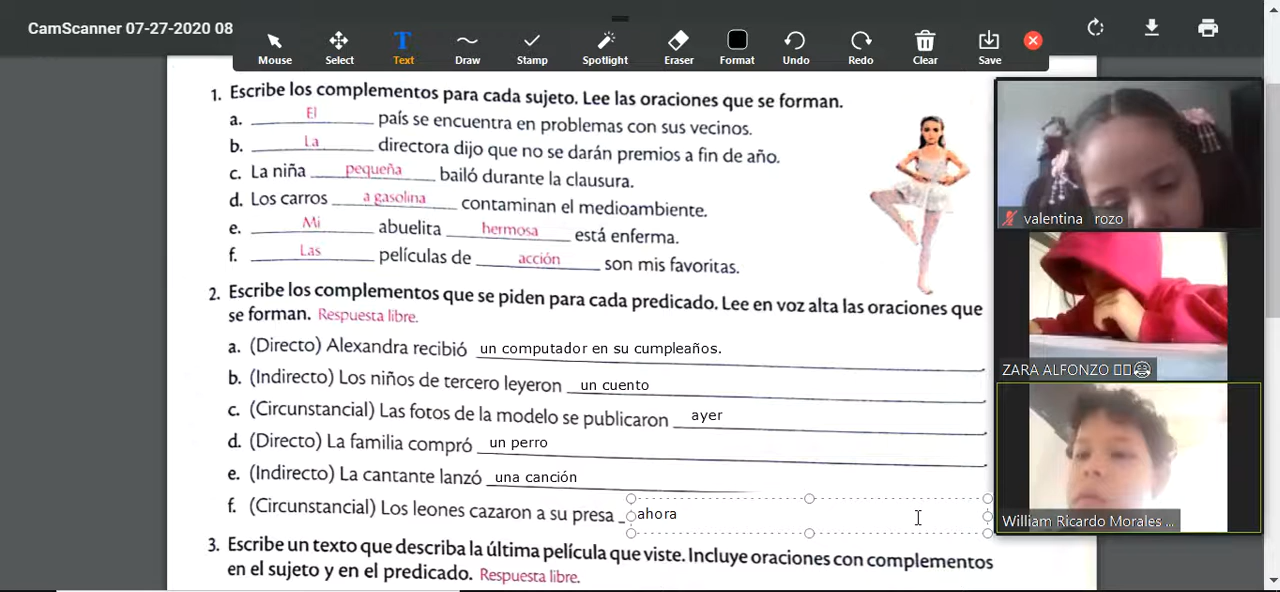 CamScanner 07-27-2020 08
Mouse Select Text Draw Stamp Spotlight Eraser Format Undo Redo Clear Save
1. Escribe los complementos para cada sujeto. Lee las oraciones que se forman.
a. El país se encuentra en problemas con sus vecinos.
b. La directora dijo que no se darán premios a fin de año.
c. La niña pequeña bailó durante la clausura.
d. Los carros a gasolina contaminan el medioambiente.
e. Mi abuelita hermosa está enferma.
f. Las películas de acción son mis favoritas.
2. Escribe los complementos que se piden para cada predicado. Lee en voz alta las oraciones que
se forman. Respuesta libre.
a. (Directo) Alexandra recibió un computador en su cumpleaños.
b. (Indirecto) Los niños de tercero leyeron un cuento
c. (Circunstancial) Las fotos de la modelo se publicaron ayer
d. (Directo) La familia compró un perro
e. (Indirecto) La cantante lanzó una canción
f. (Circunstancial) Los leones cazaron a su presa ahora
3. Escribe un texto que describa la última película que viste. Incluye oraciones con complementos
en el sujeto y en el predicado. Respuesta libre.
valentina rozo
ZARA ALFONZO
William Ricardo Morales ...